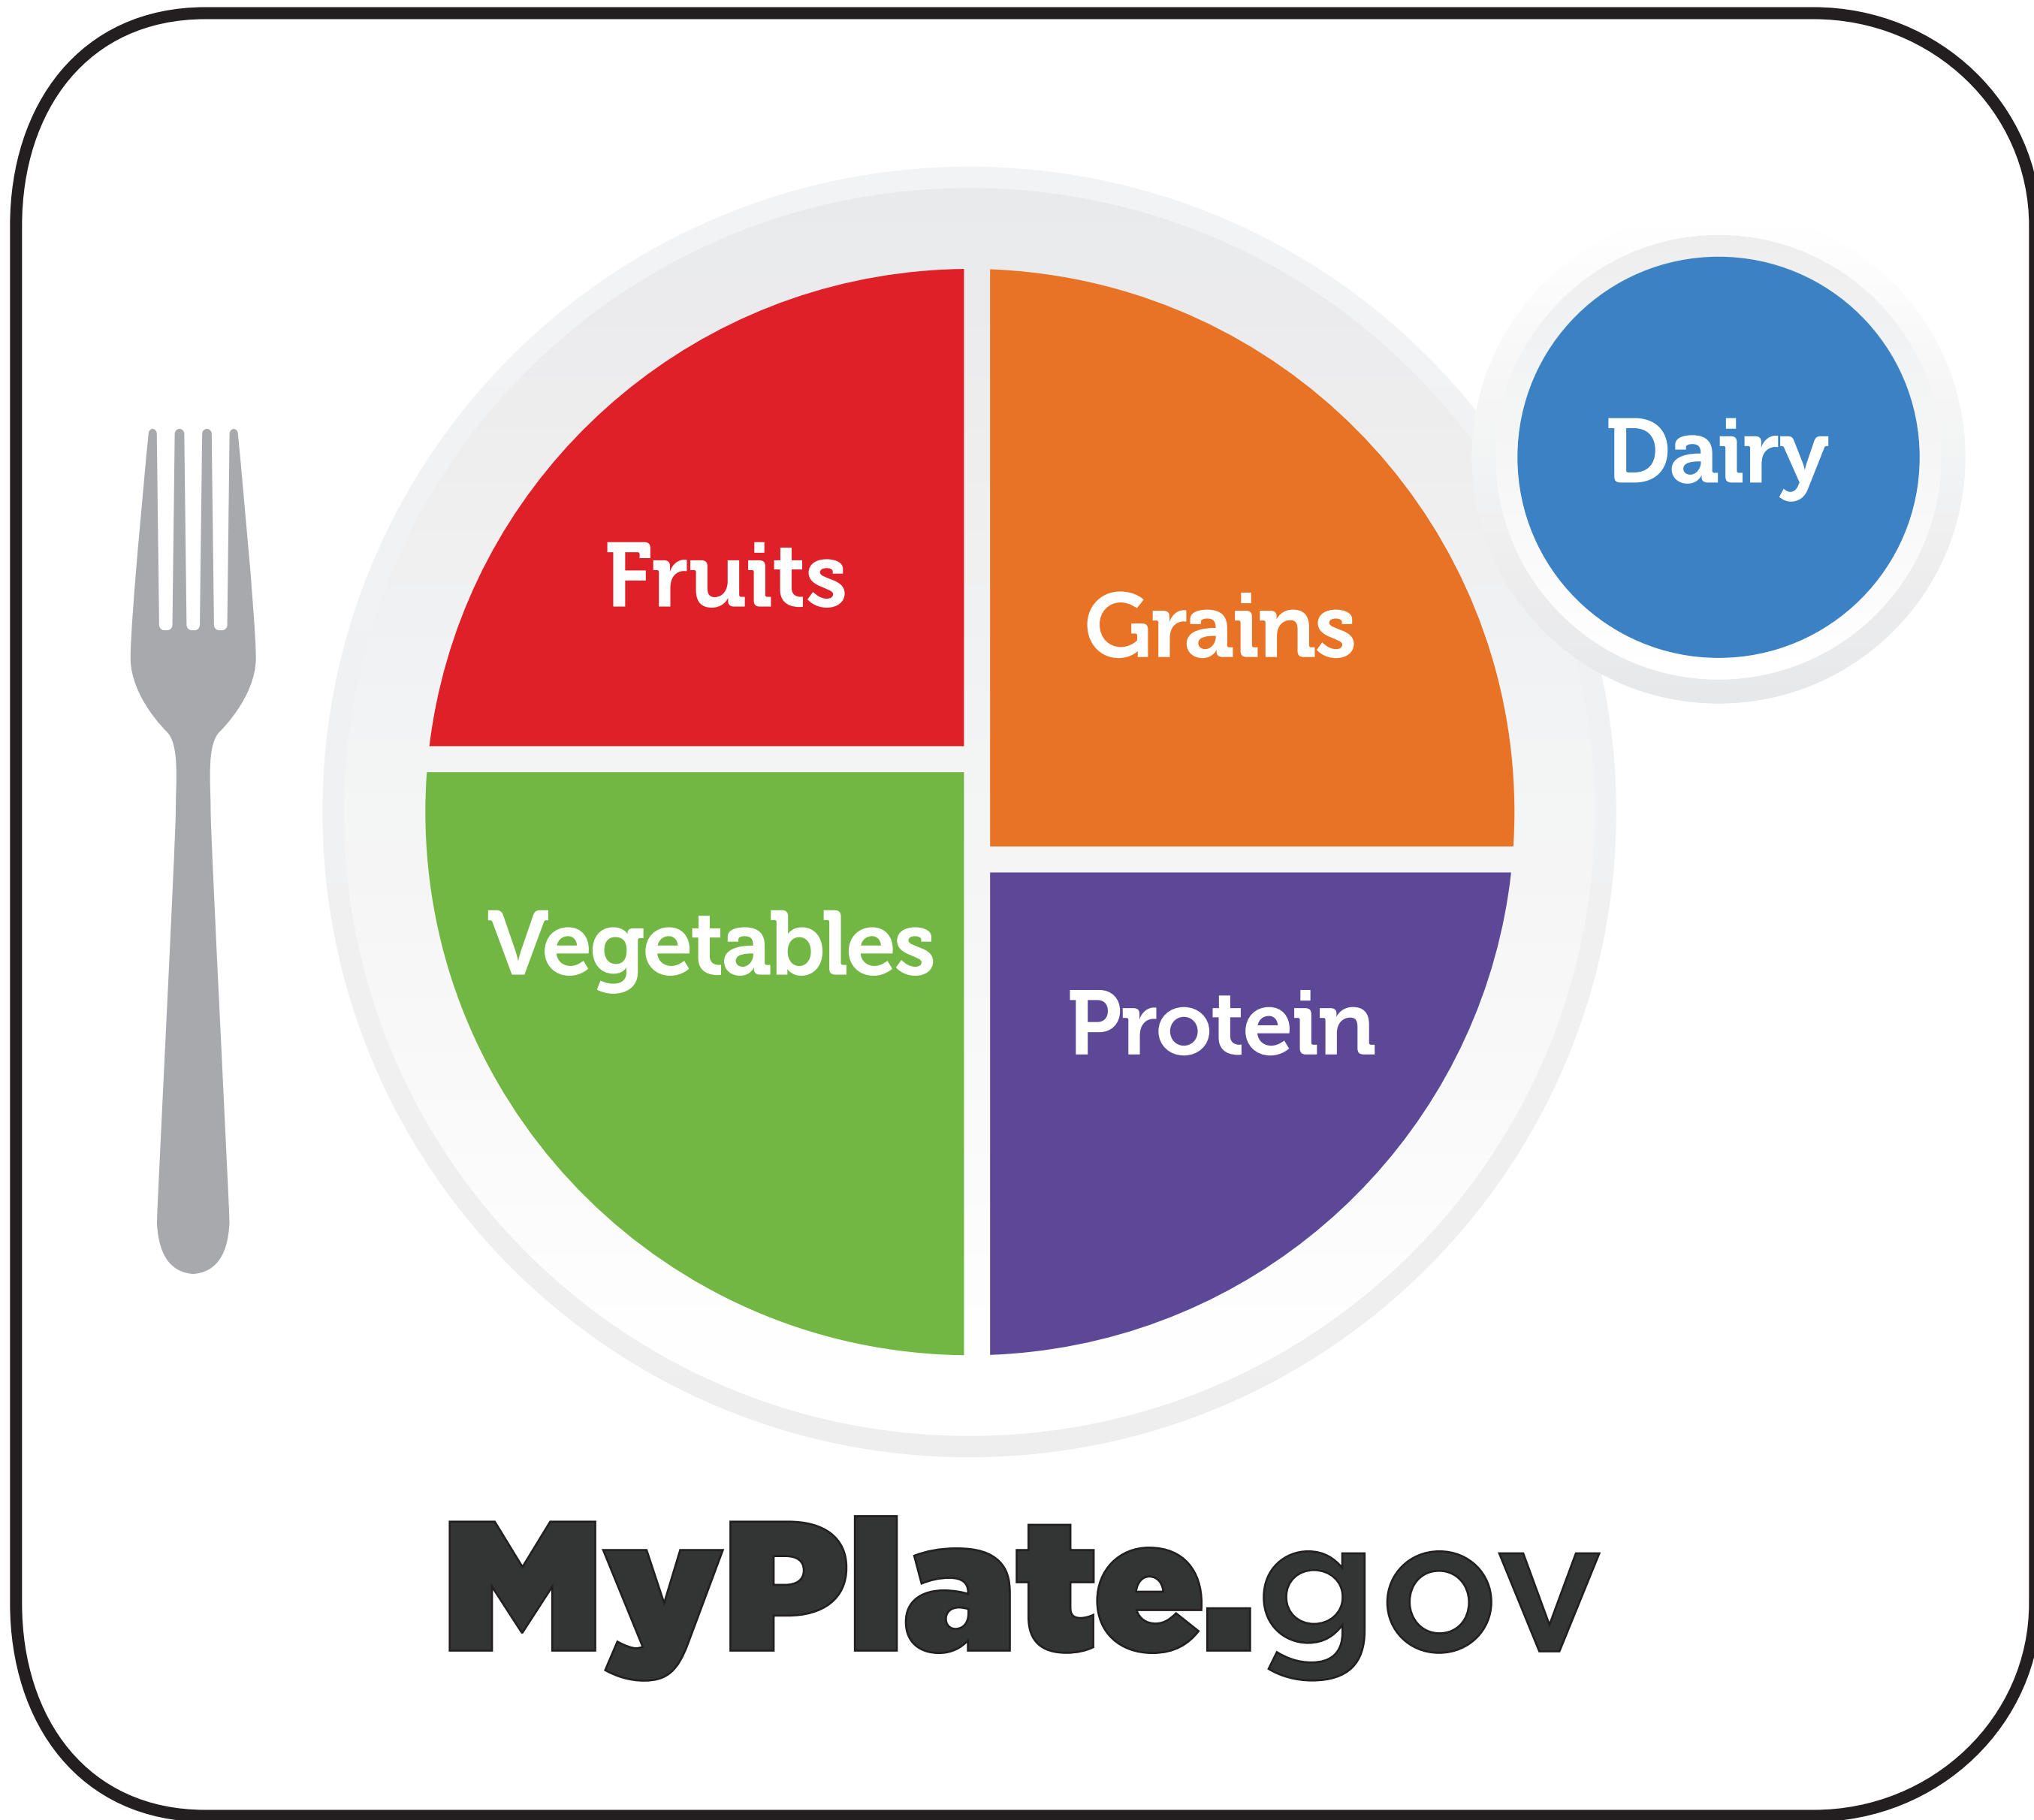 Dairy
Fruits
Grains
Vegetables
Protein
MyPlate.gov